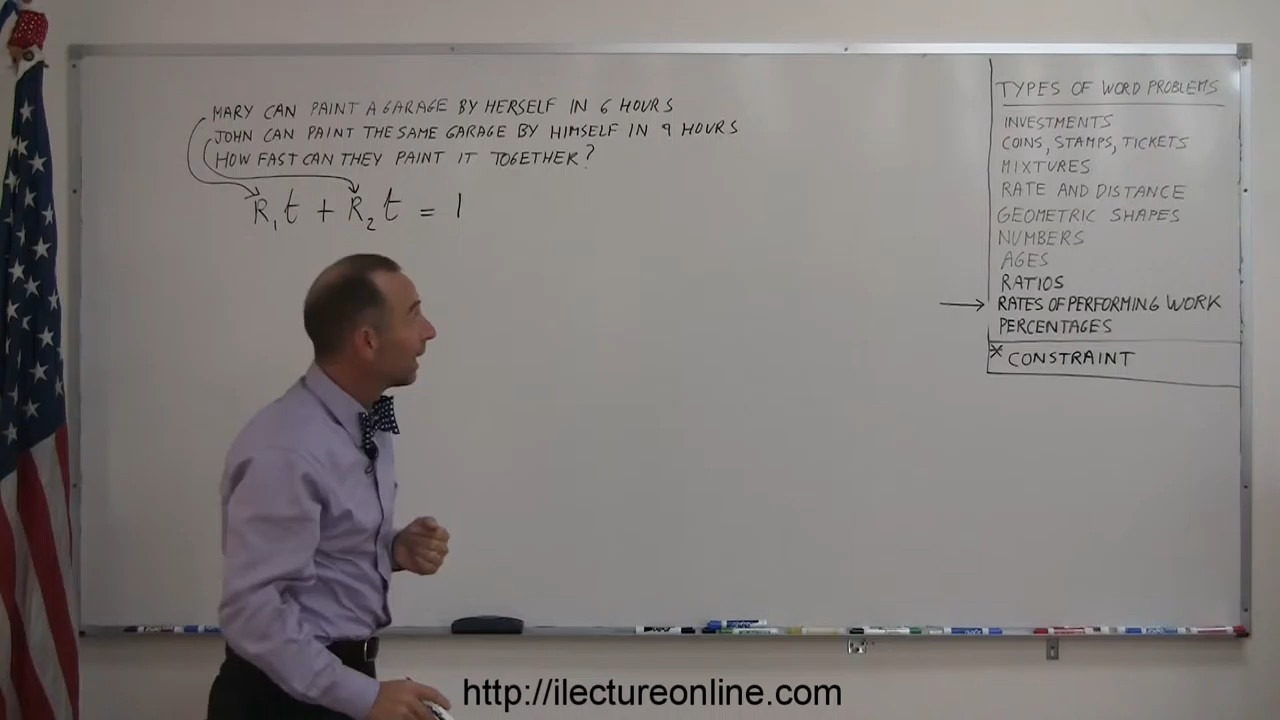 MARY CAN PAINT A GARAGE BY HERSELF IN 6 HOURS
JOHN CAN PAINT THE SAME GARAGE BY HIMSELF IN 9 HOURS
HOW FAST CAN THEY PAINT IT TOGETHER?
R₁t + R₂t = 1
TYPES OF WORD PROBLEMS
INVESTMENTS
COINS, STAMPS, TICKETS
MIXTURES
RATE AND DISTANCE
GEOMETRIC SHAPES
NUMBERS
AGES
RATIOS
RATES OF PERFORMING WORK
PERCENTAGES
* CONSTRAINT
http://ilectureonline.com